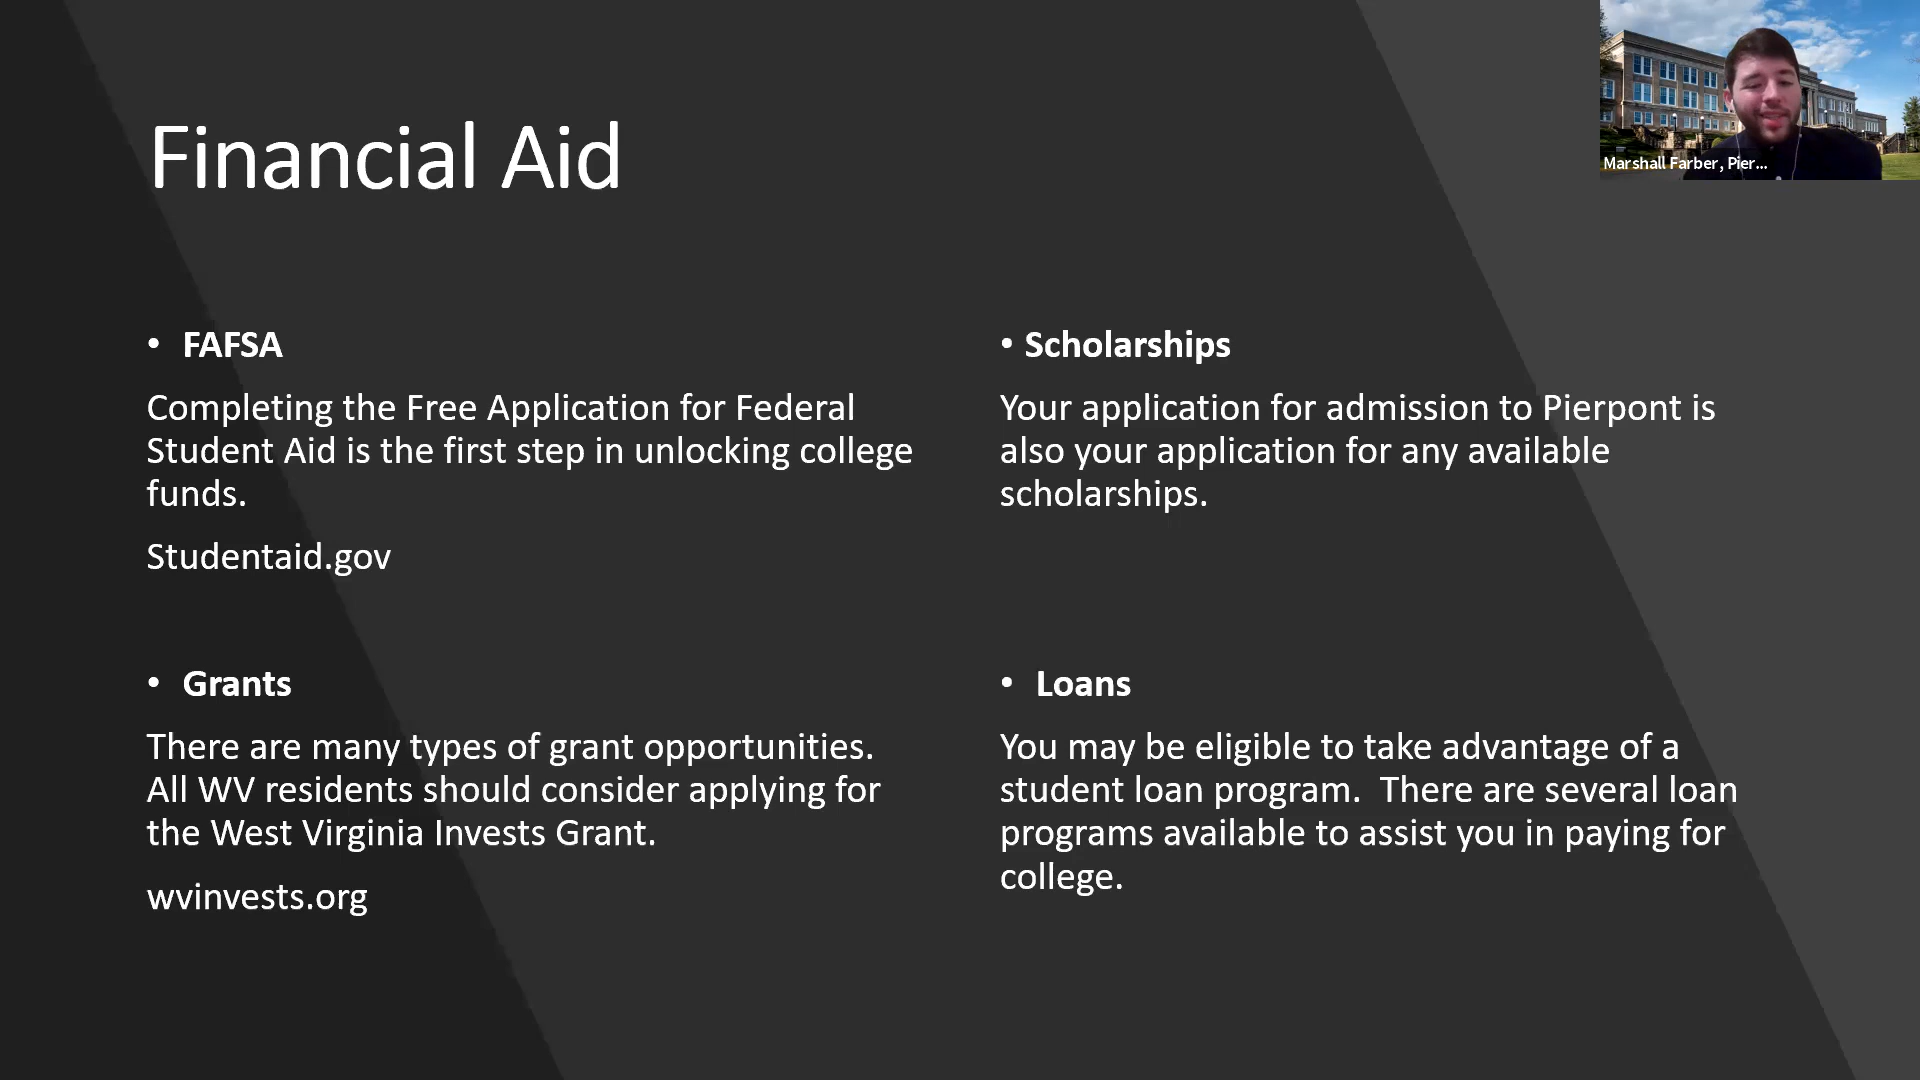 Financial Aid
Marshall Farber, Pier...
• FAFSA
Completing the Free Application for Federal
Student Aid is the first step in unlocking college
funds.
Studentaid.gov
• Scholarships
Your application for admission to Pierpont is
also your application for any available
scholarships.
• Grants
There are many types of grant opportunities.
All WV residents should consider applying for
the West Virginia Invests Grant.
wvinvests.org
• Loans
You may be eligible to take advantage of a
student loan program.  There are several loan
programs available to assist you in paying for
college.